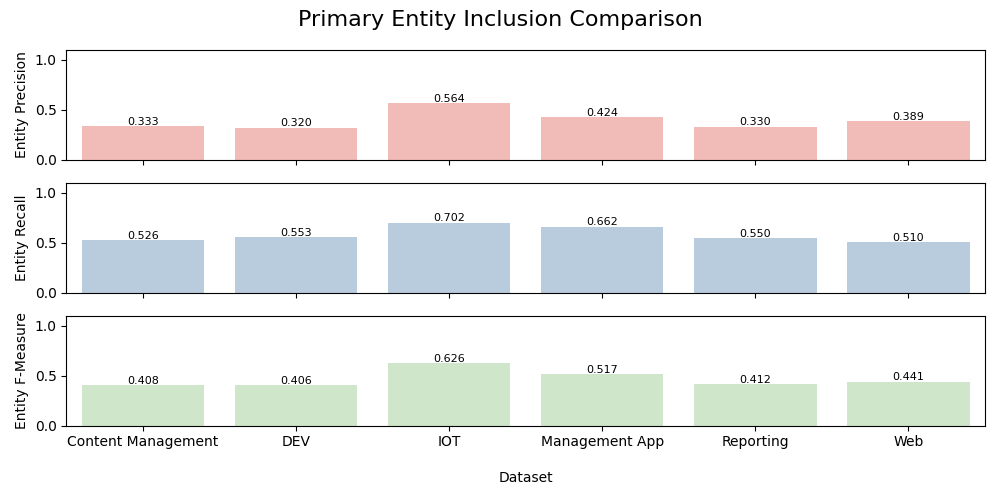 Primary Entity Inclusion Comparison
Entity Precision
1.0
0.5
0.0
0.333
0.320
0.564
0.424
0.330
0.389
Entity Recall
1.0
0.5
0.0
0.526
0.553
0.702
0.662
0.550
0.510
Entity F-Measure
1.0
0.5
0.0
0.408
0.406
0.626
0.517
0.412
0.441
Content Management
DEV
IOT
Management App
Reporting
Web
Dataset